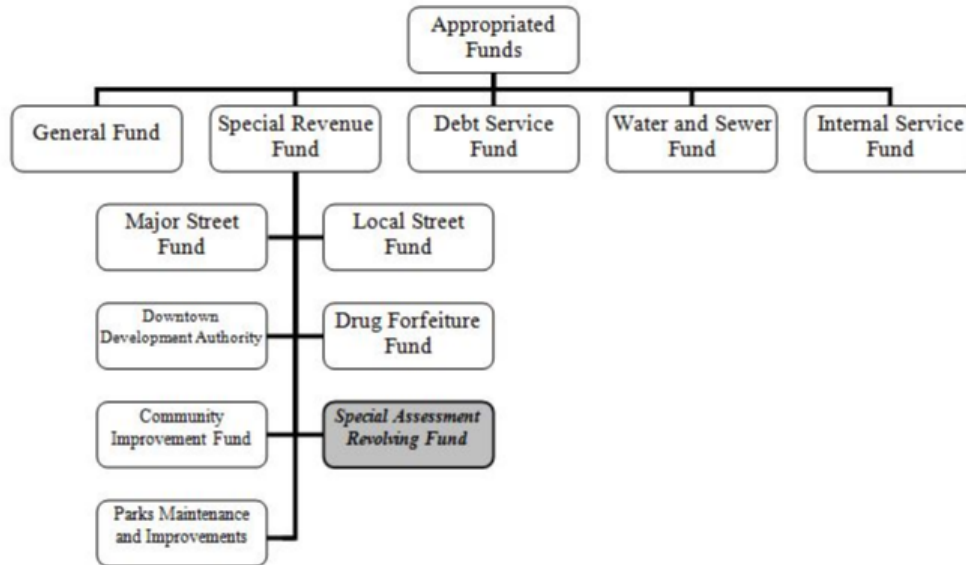 Appropriated
Funds
General Fund
Special Revenue
Fund
Debt Service
Fund
Water and Sewer
Fund
Internal Service
Fund
Major Street
Fund
Local Street
Fund
Downtown
Development Authority
Drug Forfeiture
Fund
Community
Improvement Fund
Special Assessment
Revolving Fund
Parks Maintenance
and Improvements